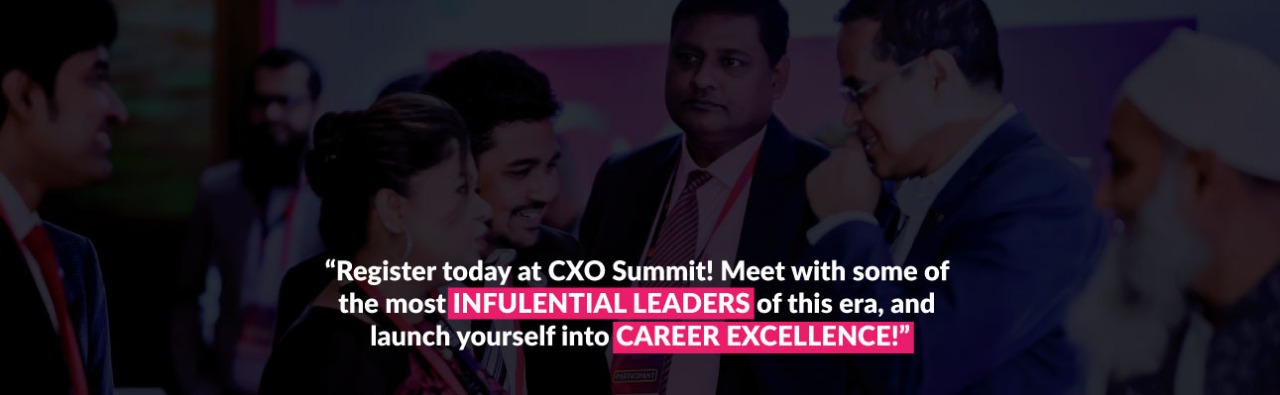 “Register today at CXO Summit! Meet with some of
the most INFULENTIAL LEADERS of this era, and
launch yourself into CAREER EXCELLENCE!”
PARTICIPANT